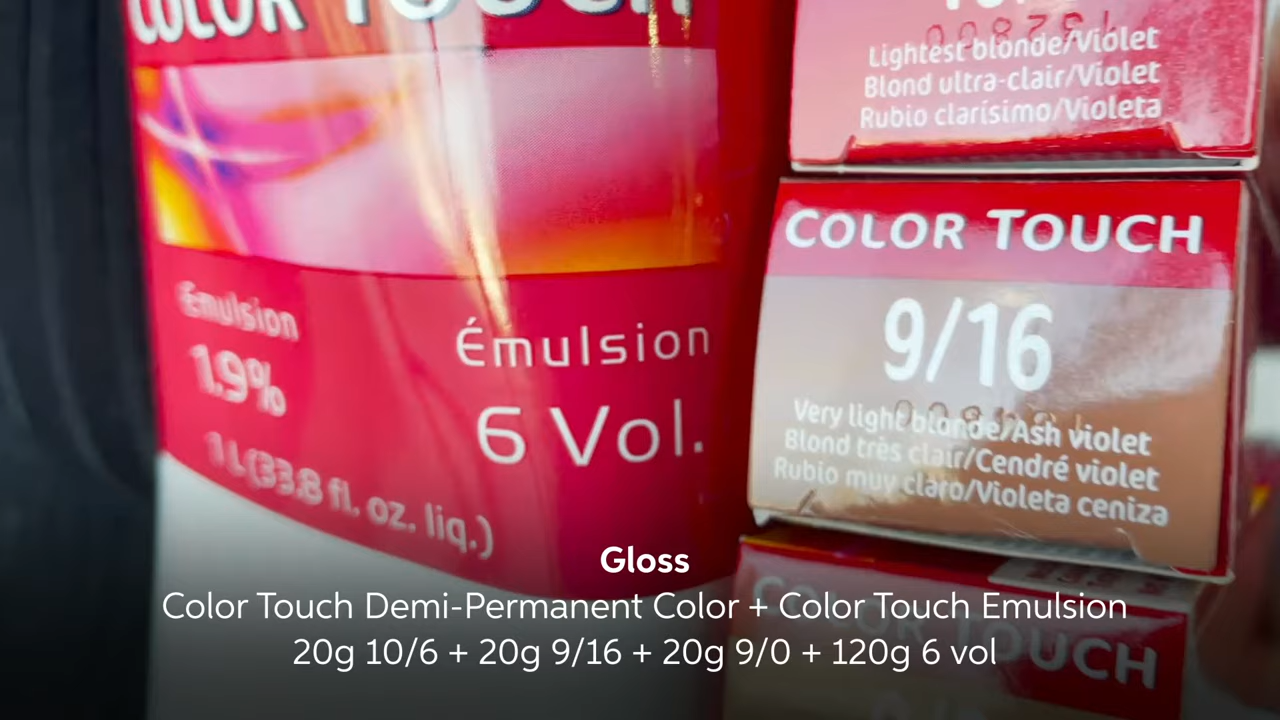 COLOR TOUCH
Émulsion
1.9%
1 L (33.8 fl. oz. liq.)
Émulsion
6 Vol.
Lightest blonde/Violet
Blond ultra-clair/Violet
Rubio clarísimo/Violeta
COLOR TOUCH
9/16
Very light blonde/Ash violet
Blond très clair/Cendré violet
Rubio muy claro/Violeta ceniza
COLOR TOUCH
Gloss
Color Touch Demi-Permanent Color + Color Touch Emulsion
20g 10/6 + 20g 9/16 + 20g 9/0 + 120g 6 vol